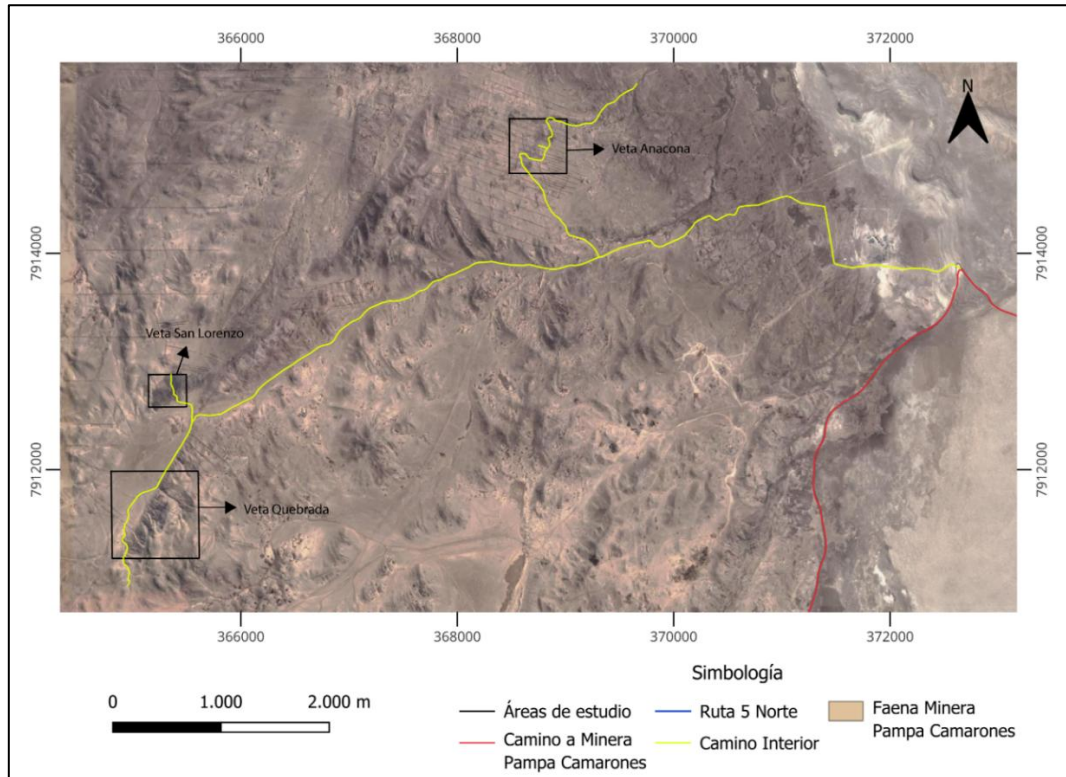 366000
368000
370000
372000
N
Veta Anacona
7914000
7914000
Veta San Lorenzo
7912000
7912000
Veta Quebrada
366000
368000
370000
372000
Simbología
0
1.000
2.000 m
Áreas de estudio
Ruta 5 Norte
Faena Minera
Pampa Camarones
Camino a Minera
Pampa Camarones
Camino Interior